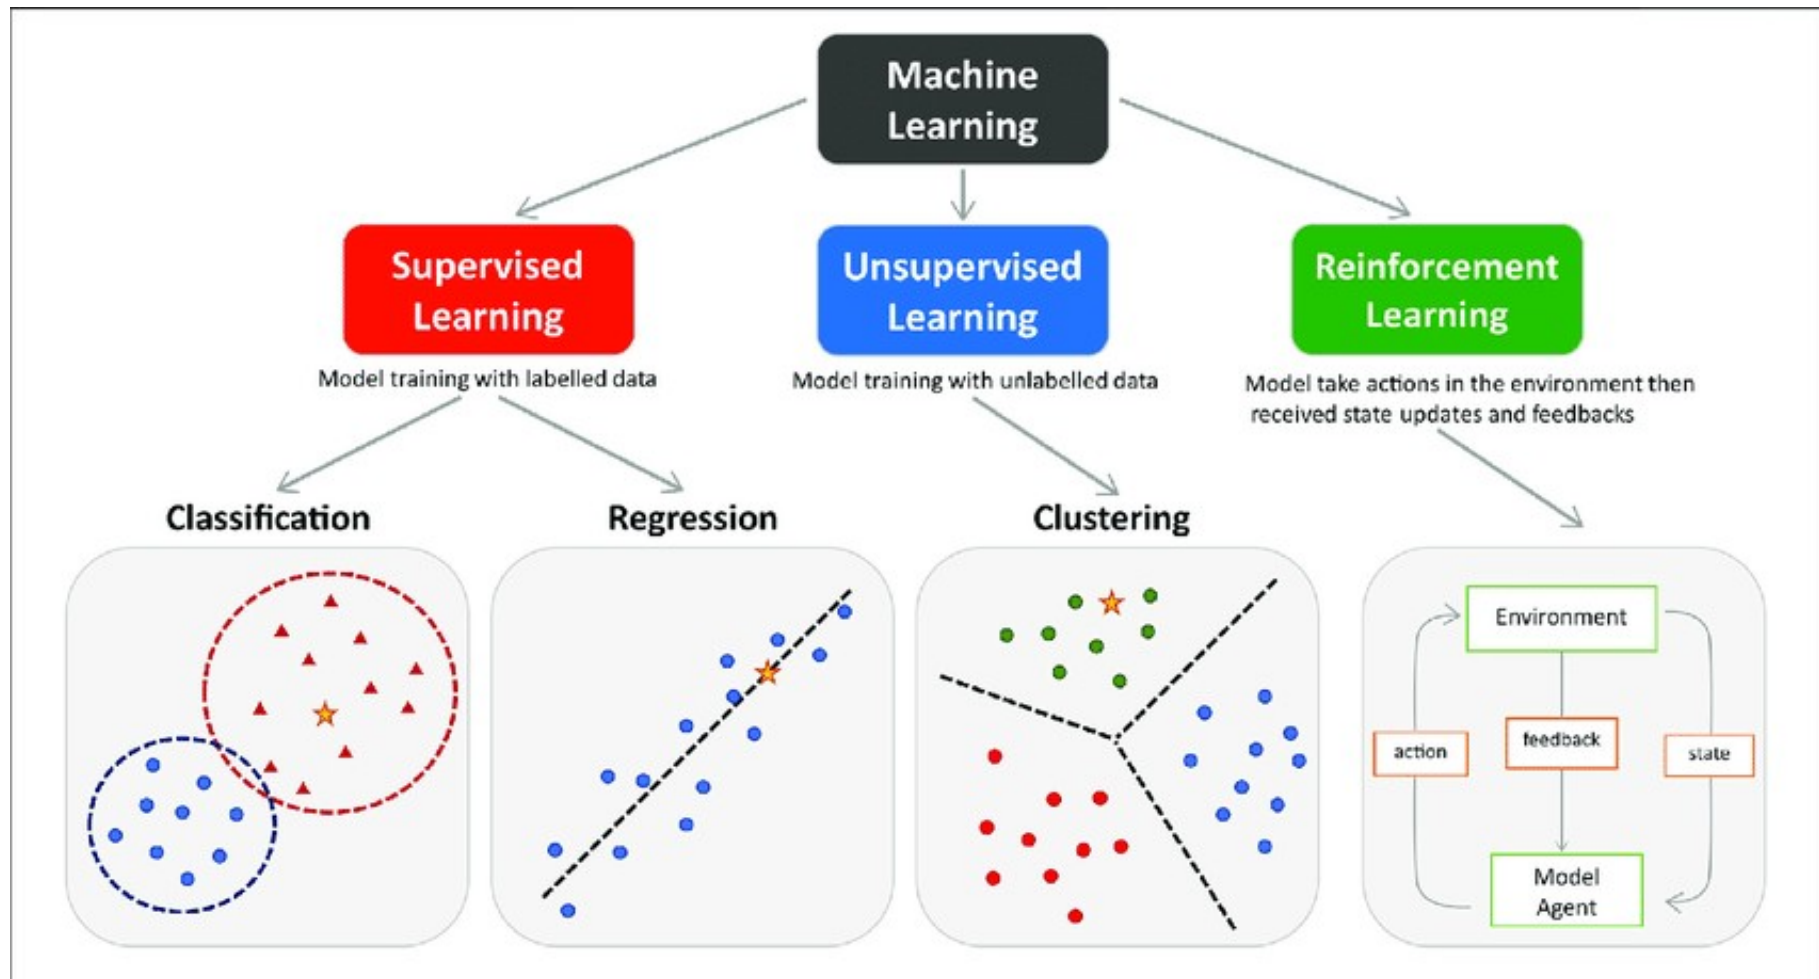 Machine
Learning
Supervised
Learning
Unsupervised
Learning
Reinforcement
Learning
Model training with labelled data
Model training with unlabelled data
Model take actions in the environment then
received state updates and feedbacks
Classification
Regression
Clustering
Environment
action
feedback
state
Model
Agent